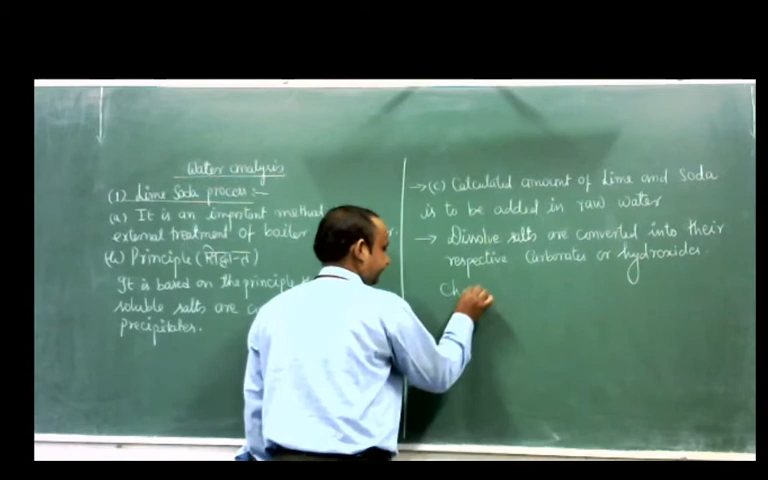 Water analysis
(1) Lime Soda process:-
(a) It is an important method
external treatment of boiler
(b) Principle (सिद्धान्त)
It is based on the principle
soluble salts are
precipitates.
→(c) Calculated amount of Lime and Soda
is to be added in raw water
→ Dissolve salts are converted into their
respective Carbonates or hydroxides.
Ch